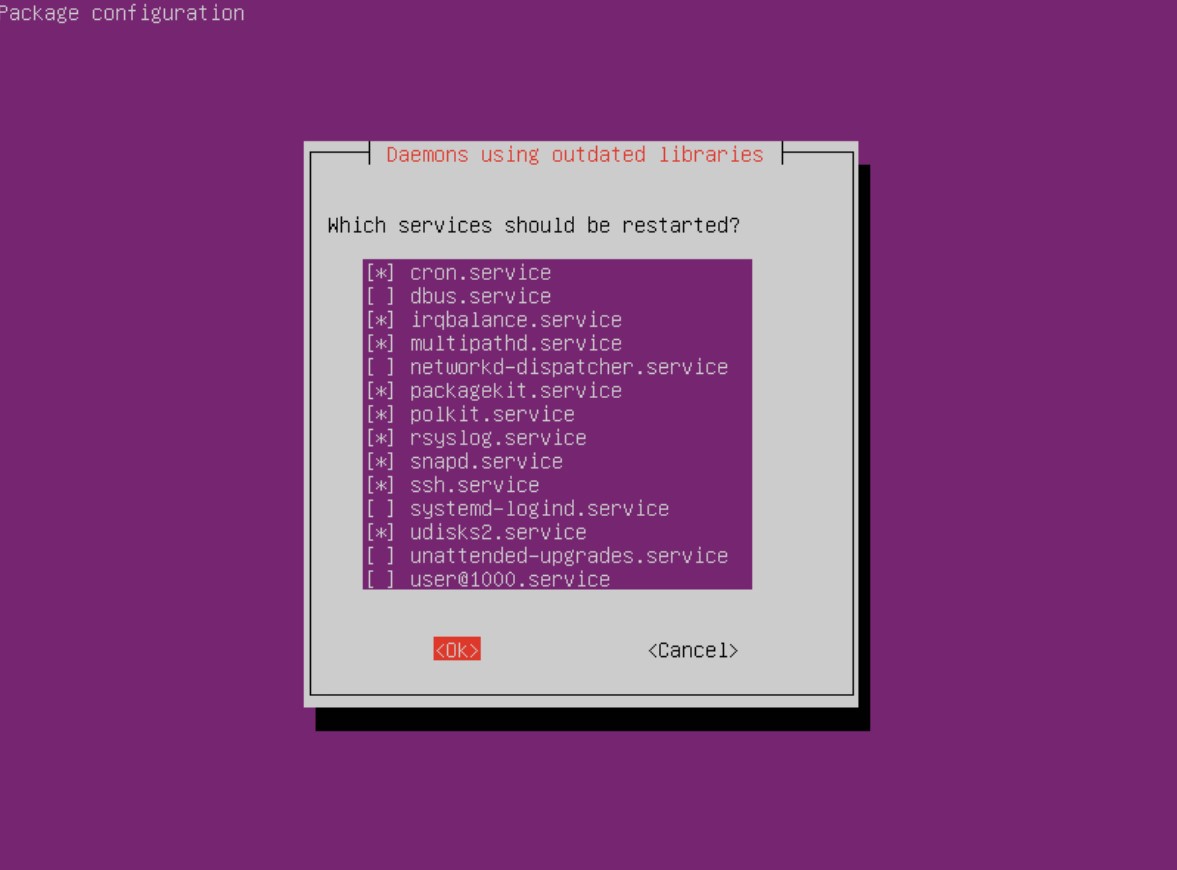 Package configuration
Daemons using outdated libraries
Which services should be restarted?
[*] cron.service
[ ] dbus.service
[*] irqbalance.service
[*] multipathd.service
[ ] networkd-dispatcher.service
[*] packagekit.service
[*] polkit.service
[*] rsyslog.service
[*] snapd.service
[*] ssh.service
[ ] systemd-logind.service
[*] udisks2.service
[ ] unattended-upgrades.service
[ ] user@1000.service
<Ok> <Cancel>